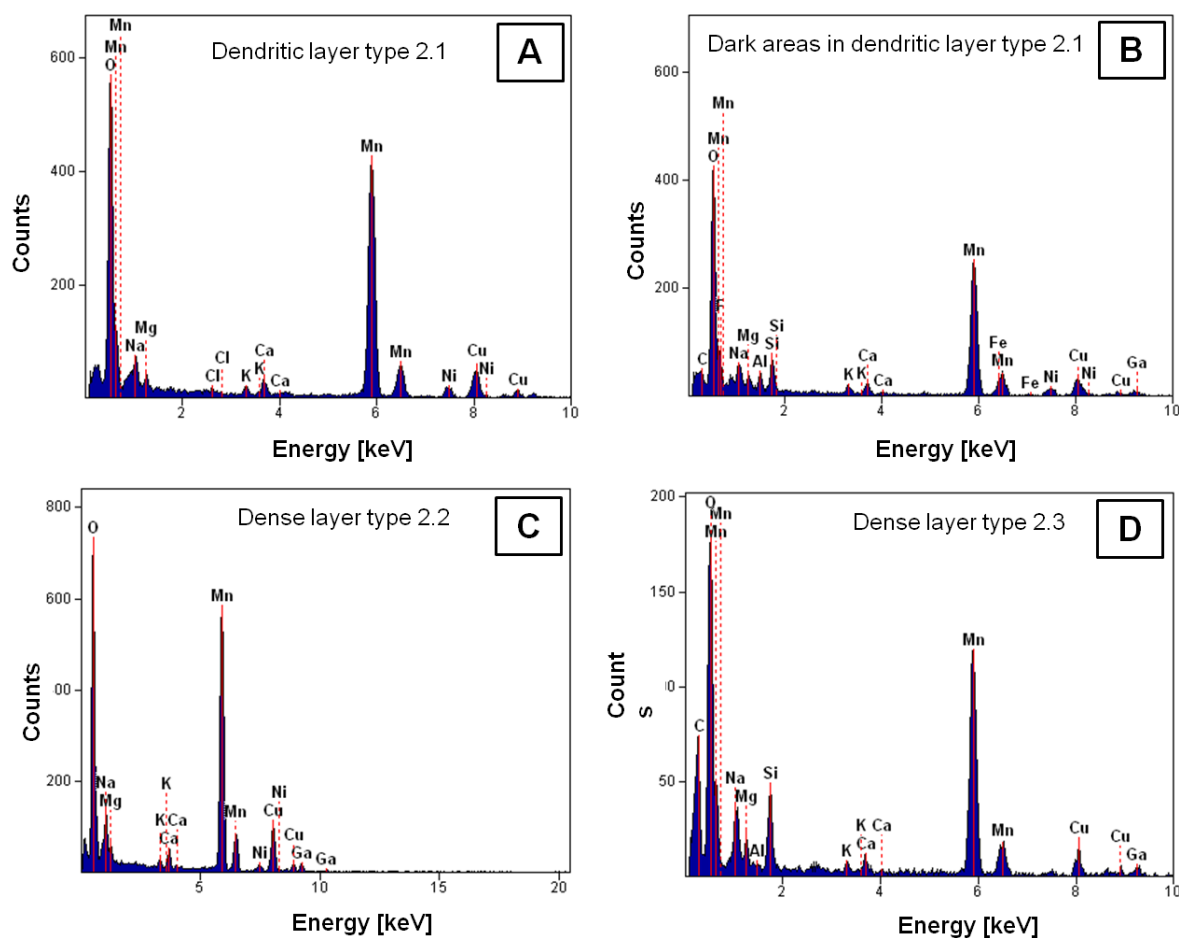 Dendritic layer type 2.1
A
Counts
600
400
200
Mn
Mn
O
Na
Mg
Cl
Cl
K
Ca
K
Ca
Mn
Mn
Ni
Cu
Ni
Cu
2
4
6
8
10
Energy [keV]
Dark areas in dendritic layer type 2.1
B
Counts
600
400
200
Mn
Mn
O
F
C
Na
Mg
Al
Si
Si
K
Ca
K
Ca
Mn
Fe
Mn
Fe
Ni
Cu
Ni
Cu
Ga
2
4
6
8
10
Energy [keV]
Dense layer type 2.2
C
Counts
800
600
00
200
O
Na
Mg
K
K
Ca
Ca
Mn
Mn
Ni
Cu
Ni
Cu
Ga
Ga
5
10
15
20
Energy [keV]
Dense layer type 2.3
D
Count
s
200
150
00
50
O
Mn
Mn
C
Na
Mg
Al
Si
K
K
Ca
Ca
Mn
Mn
Cu
Cu
Ga
2
4
6
8
10
Energy [keV]